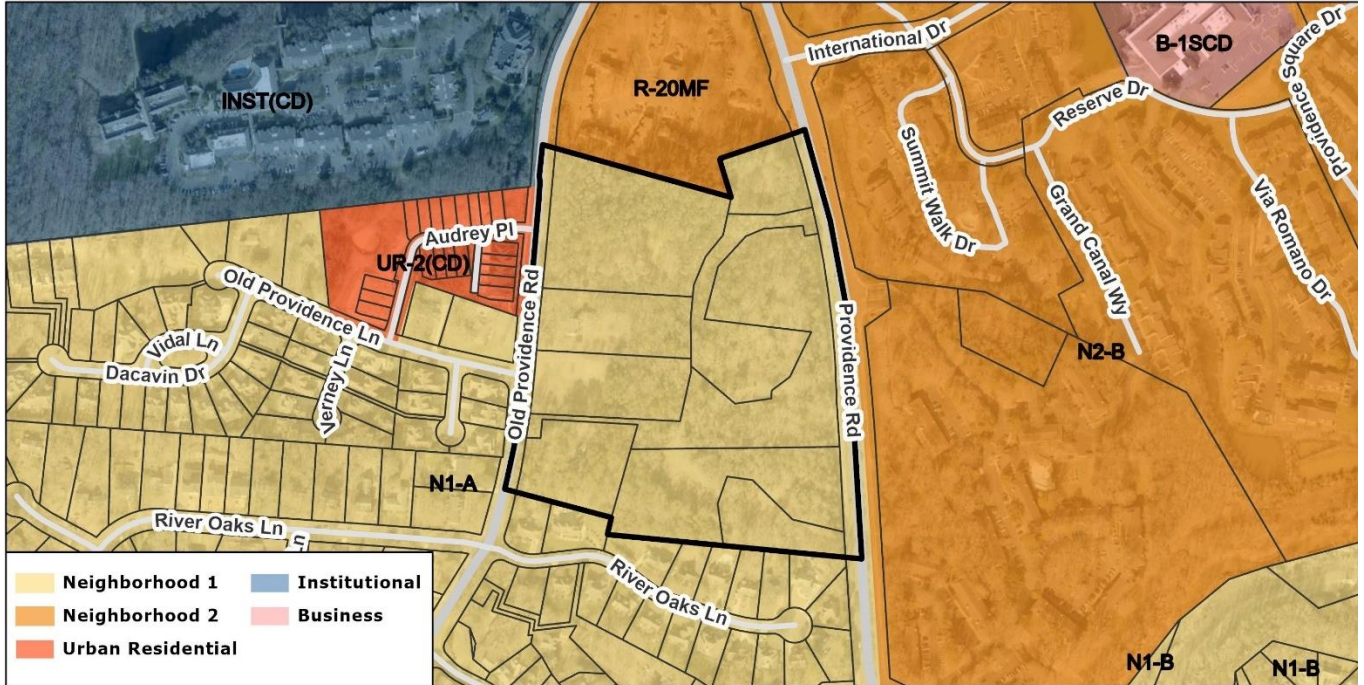 INST(CD)
R-20MF
International Dr
B-1SCD
Providence Square Dr
Reserve Dr
Summit Walk Dr
Grand Canal Wy
Via Romano Dr
Audrey Pl
UR-2(CD)
Old Providence Rd
Providence Rd
Old Providence Ln
Vidal Ln
Dacavin Dr
Verney Ln
N2-B
N1-A
River Oaks Ln
Ln
River Oaks Ln
N1-B
N1-B
Neighborhood 1
Neighborhood 2
Urban Residential
Institutional
Business